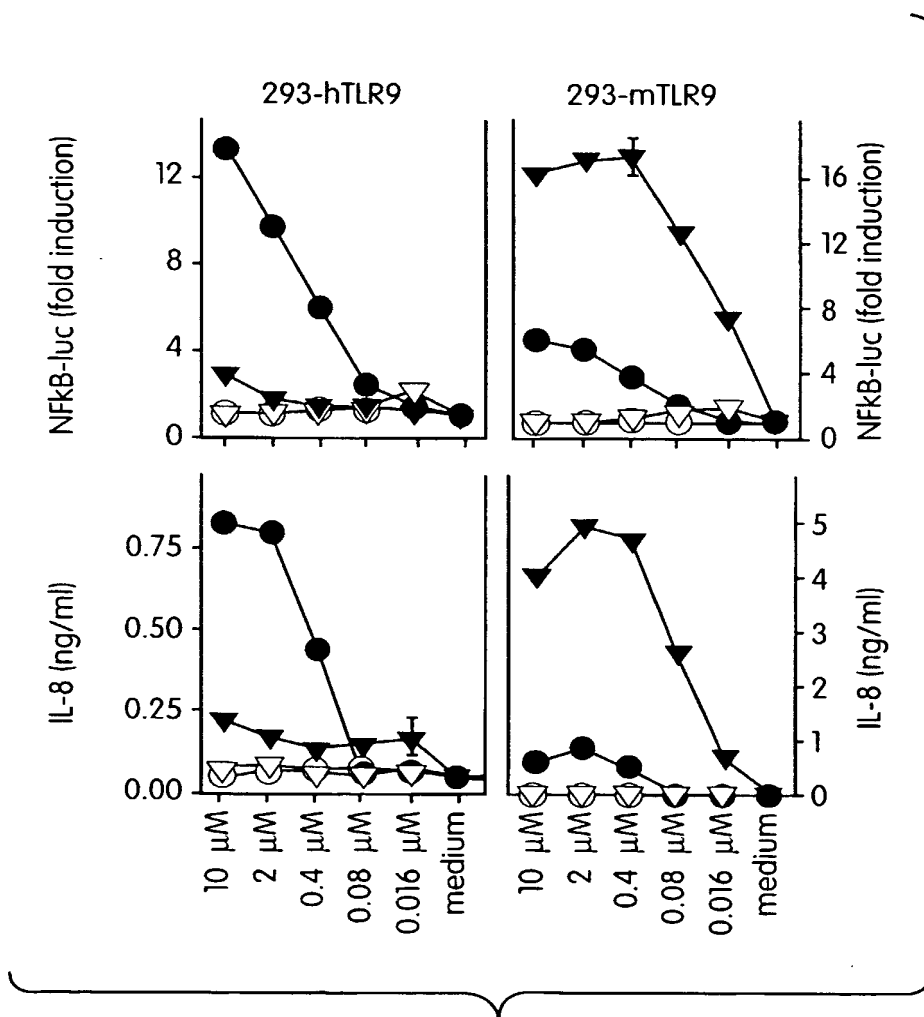 293-hTLR9
293-mTLR9
NFkB-luc (fold induction)
12
8
4
0
16
12
8
4
0
NFkB-luc (fold induction)
IL-8 (ng/ml)
0.75
0.50
0.25
0.00
5
4
3
2
1
0
IL-8 (ng/ml)
10 µM
2 µM
0.4 µM
0.08 µM
0.016 µM
medium
10 µM
2 µM
0.4 µM
0.08 µM
0.016 µM
medium